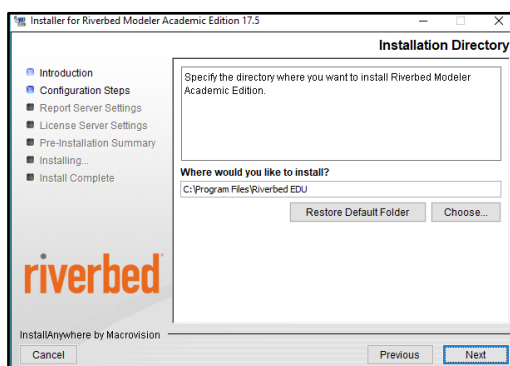 Installer for Riverbed Modeler Academic Edition 17.5
Installation Directory
Introduction
Configuration Steps
Report Server Settings
License Server Settings
Pre-Installation Summary
Installing...
Install Complete
Specify the directory where you want to install Riverbed Modeler
Academic Edition.
Where would you like to install?
C:\Program Files\Riverbed EDU
Restore Default Folder
Choose...
riverbed
InstallAnywhere by Macrovision
Cancel
Previous
Next